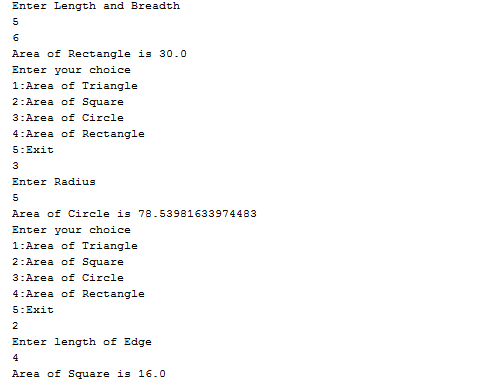 Enter Length and Breadth
5
6
Area of Rectangle is 30.0
Enter your choice
1:Area of Triangle
2:Area of Square
3:Area of Circle
4:Area of Rectangle
5:Exit
3
Enter Radius
5
Area of Circle is 78.53981633974483
Enter your choice
1:Area of Triangle
2:Area of Square
3:Area of Circle
4:Area of Rectangle
5:Exit
2
Enter length of Edge
4
Area of Square is 16.0